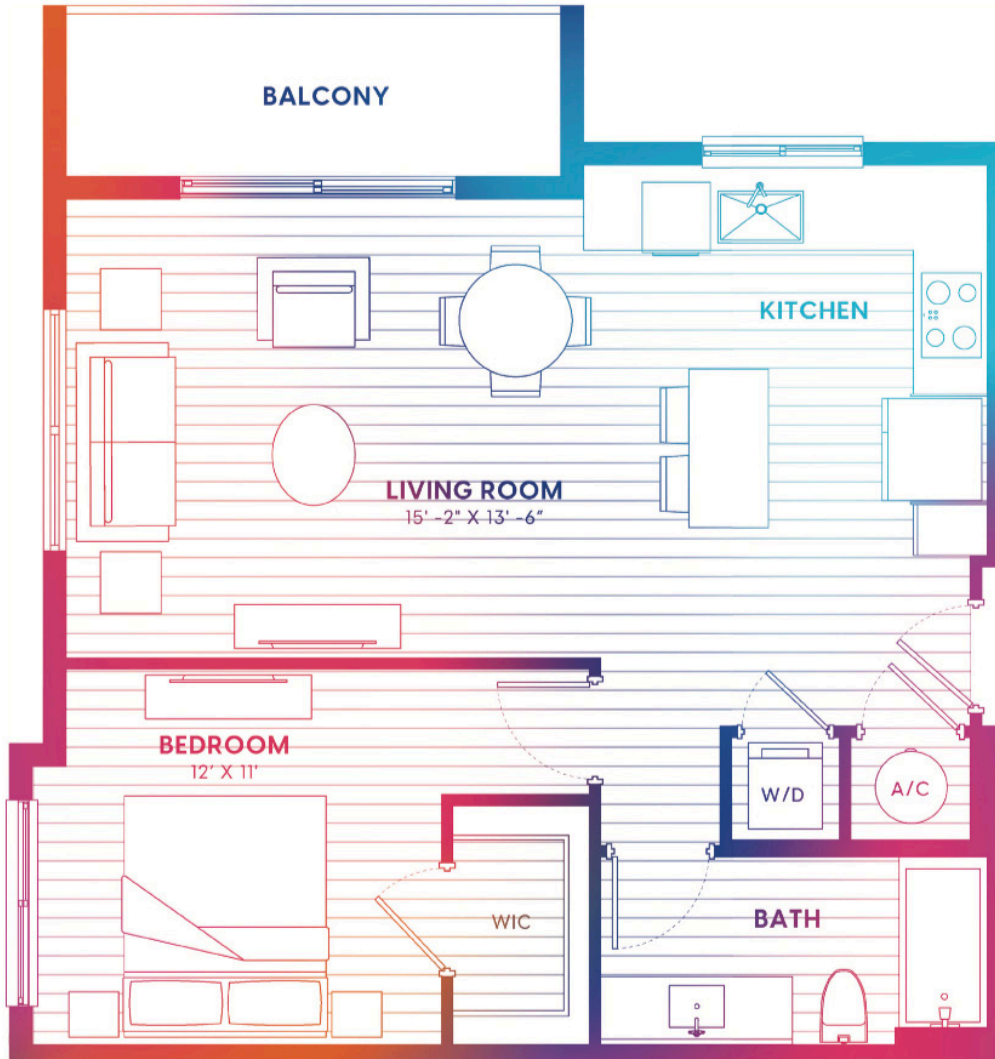 BALCONY
KITCHEN
LIVING ROOM
15' -2" X 13' -6"
BEDROOM
12' X 11'
W/D
A/C
WIC
BATH